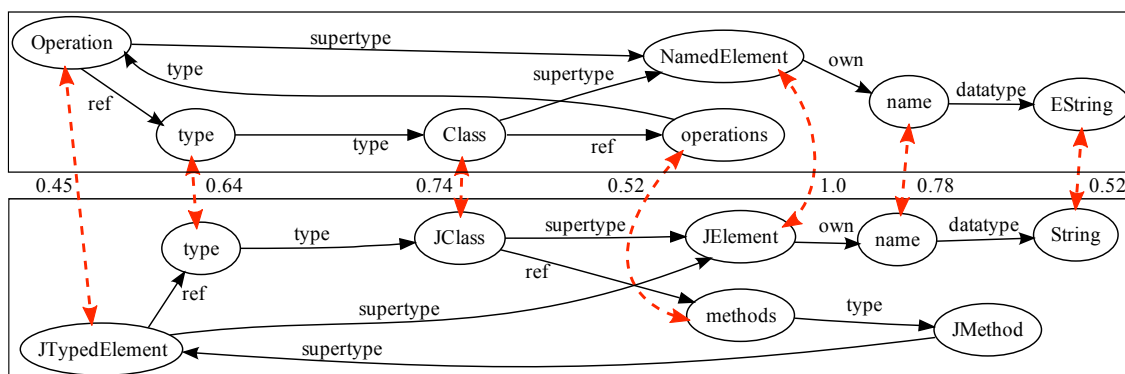 Operation
supertype
NamedElement
own
type
supertype
datatype
name
EString
ref
type
type
Class
ref
operations
0.45
0.64
0.74
0.52
1.0
0.78
0.52
type
type
JClass
supertype
JElement
own
name
datatype
String
ref
ref
supertype
methods
type
JMethod
JTypedElement
supertype